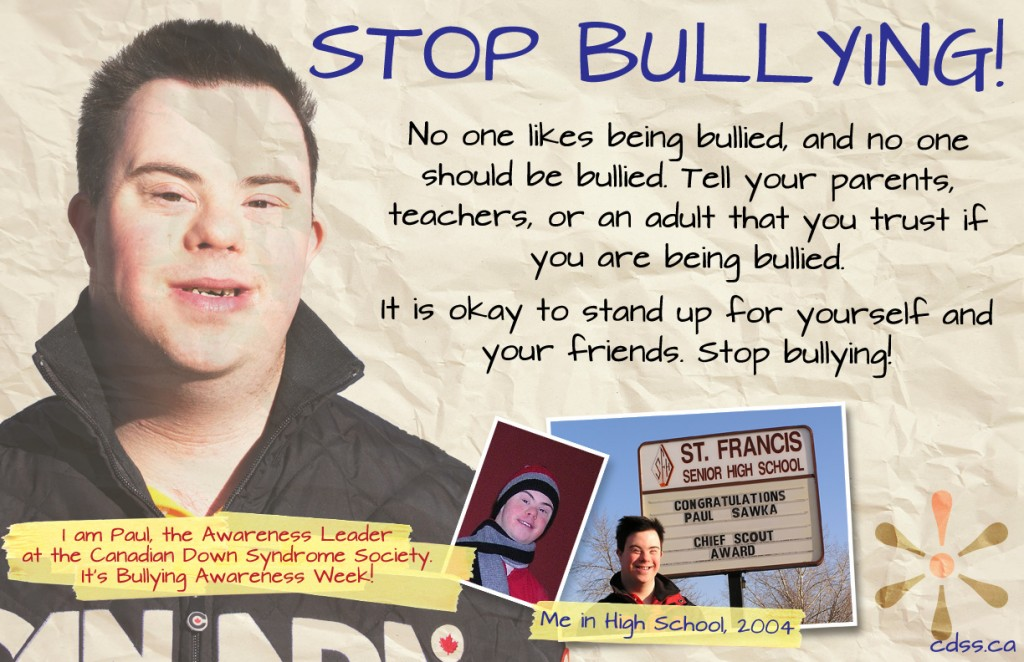 STOP BULLYING!
No one likes being bullied, and no one
should be bullied. Tell your parents,
teachers, or an adult that you trust if
you are being bullied.
It is okay to stand up for yourself and
your friends. Stop bullying!
I am Paul, the Awareness Leader
at the Canadian Down Syndrome Society.
It's Bullying Awareness Week!
ST. FRANCIS
SENIOR HIGH SCHOOL
CONGRATULATIONS
PAUL SAWKA
CHIEF SCOUT
AWARD
Me in High School, 2004
cdss.ca